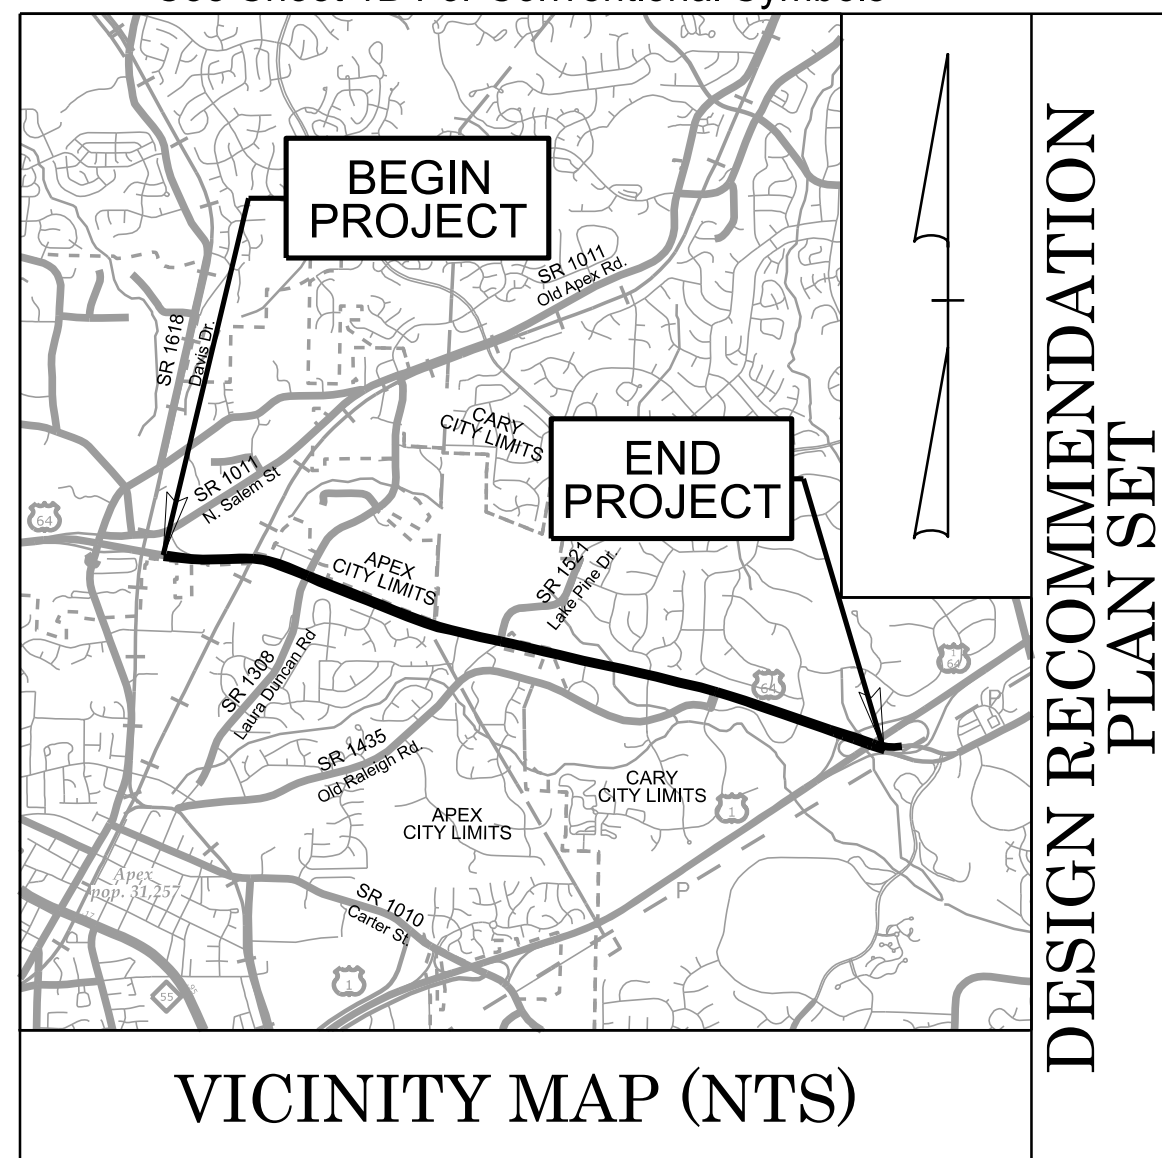 BEGIN
PROJECT
SR 1011
Old Apex Rd.
SR 1618
Davis Dr.
CARY
CITY LIMITS
END
PROJECT
SR 1011
N. Salem St
64
APEX
CITY LIMITS
SR 1521
Lake Pine Dr.
SR 1308
Laura Duncan Rd
64
1
64
P
SR 1435
Old Raleigh Rd.
CARY
CITY LIMITS
1
APEX
CITY LIMITS
Apex
pop. 31,257
P
SR 1010
Carter St.
1
55
VICINITY MAP (NTS)
DESIGN RECOMMENDATION
PLAN SET